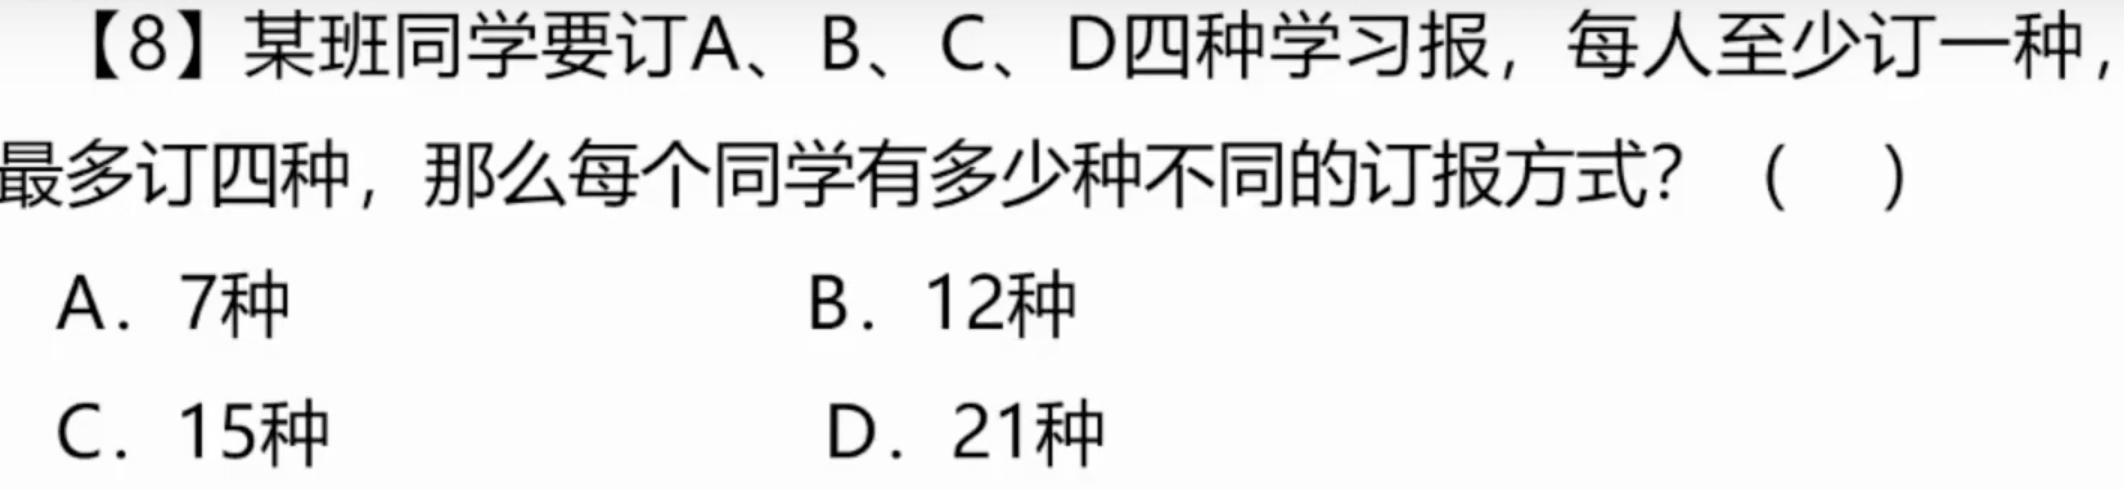 【8】某班同学要订A、B、C、D四种学习报，每人至少订一种，
最多订四种，那么每个同学有多少种不同的订报方式？（ ）
A．7种 B．12种
C．15种 D．21种